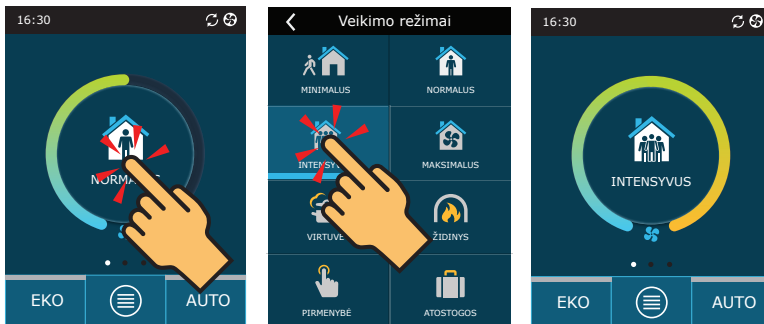 16:30
NORMALUS
EKO
AUTO
Veikimo režimai
MINIMALUS
NORMALUS
MAKSIMALUS
VIRTUVĖ
ŽIDINYS
PIRMENYBĖ
ATOSTOGOS
16:30
INTENSYVUS
EKO
AUTO